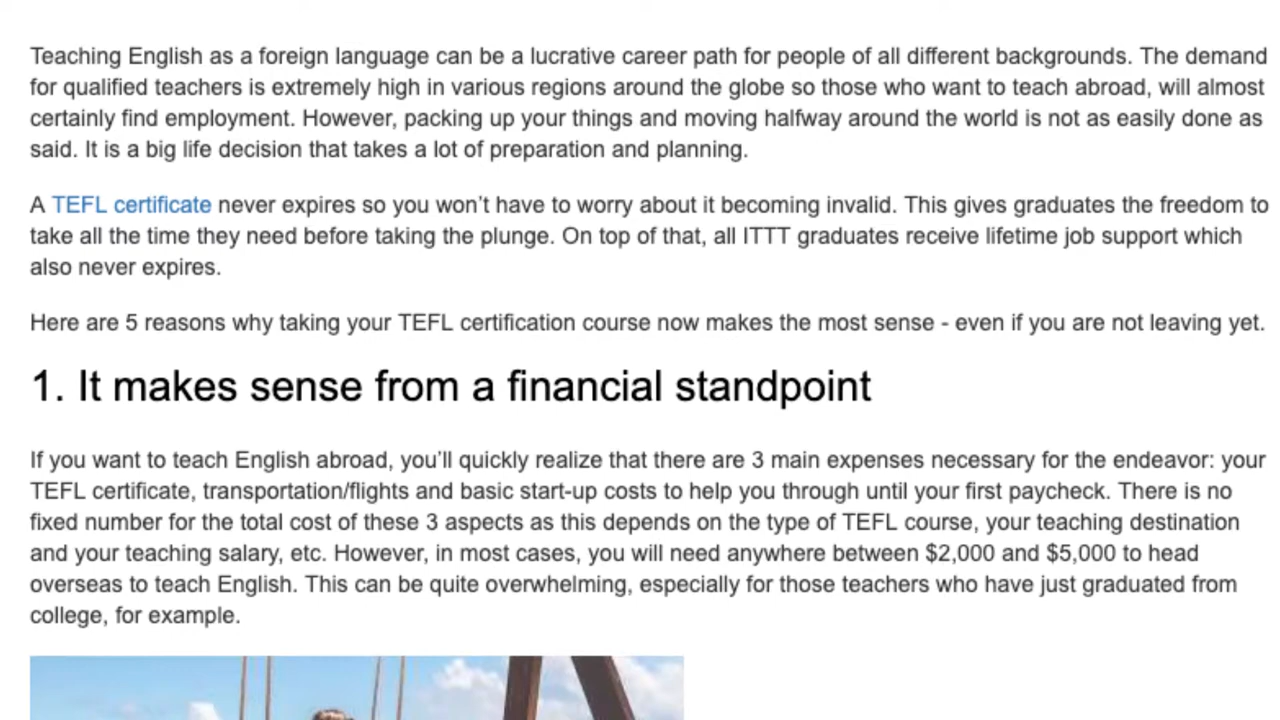 Teaching English as a foreign language can be a lucrative career path for people of all different backgrounds. The demand
for qualified teachers is extremely high in various regions around the globe so those who want to teach abroad, will almost
certainly find employment. However, packing up your things and moving halfway around the world is not as easily done as
said. It is a big life decision that takes a lot of preparation and planning.
A TEFL certificate never expires so you won’t have to worry about it becoming invalid. This gives graduates the freedom to
take all the time they need before taking the plunge. On top of that, all ITTT graduates receive lifetime job support which
also never expires.
Here are 5 reasons why taking your TEFL certification course now makes the most sense - even if you are not leaving yet.
1. It makes sense from a financial standpoint
If you want to teach English abroad, you’ll quickly realize that there are 3 main expenses necessary for the endeavor: your
TEFL certificate, transportation/flights and basic start-up costs to help you through until your first paycheck. There is no
fixed number for the total cost of these 3 aspects as this depends on the type of TEFL course, your teaching destination
and your teaching salary, etc. However, in most cases, you will need anywhere between $2,000 and $5,000 to head
overseas to teach English. This can be quite overwhelming, especially for those teachers who have just graduated from
college, for example.